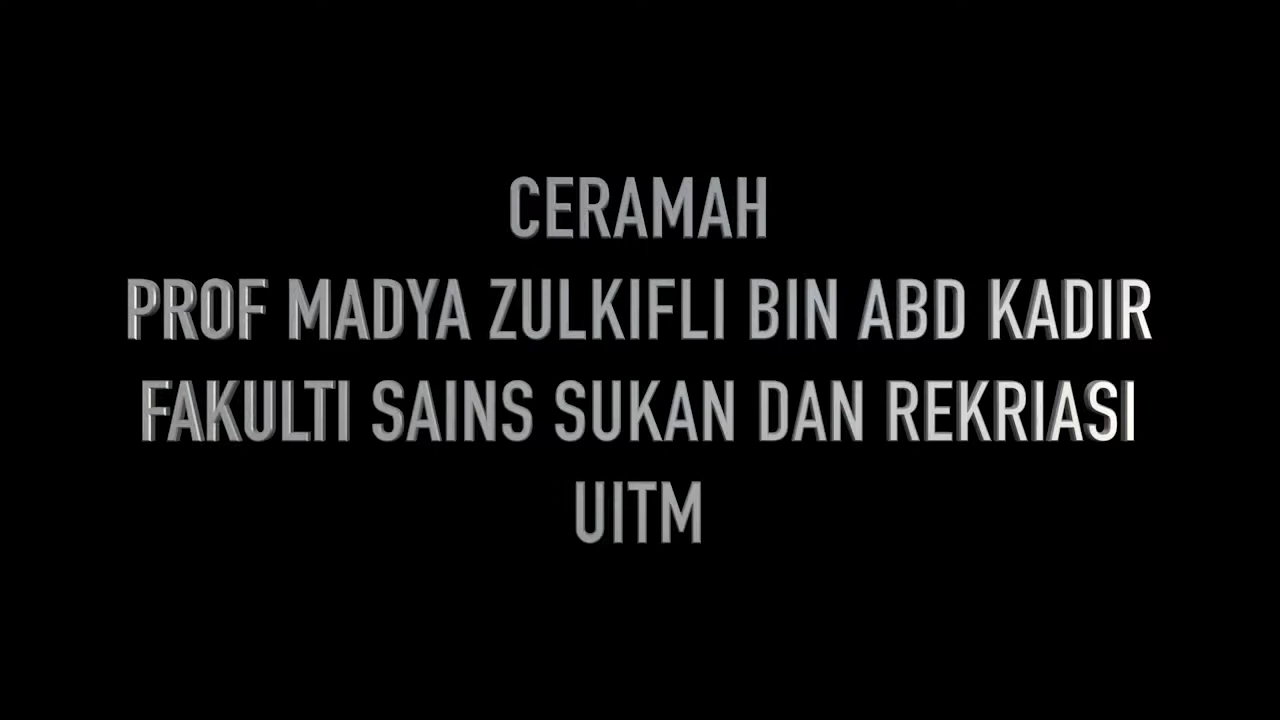 CERAMAH
PROF MADYA ZULKIFLI BIN ABD KADIR
FAKULTI SAINS SUKAN DAN REKRIASI
UITM